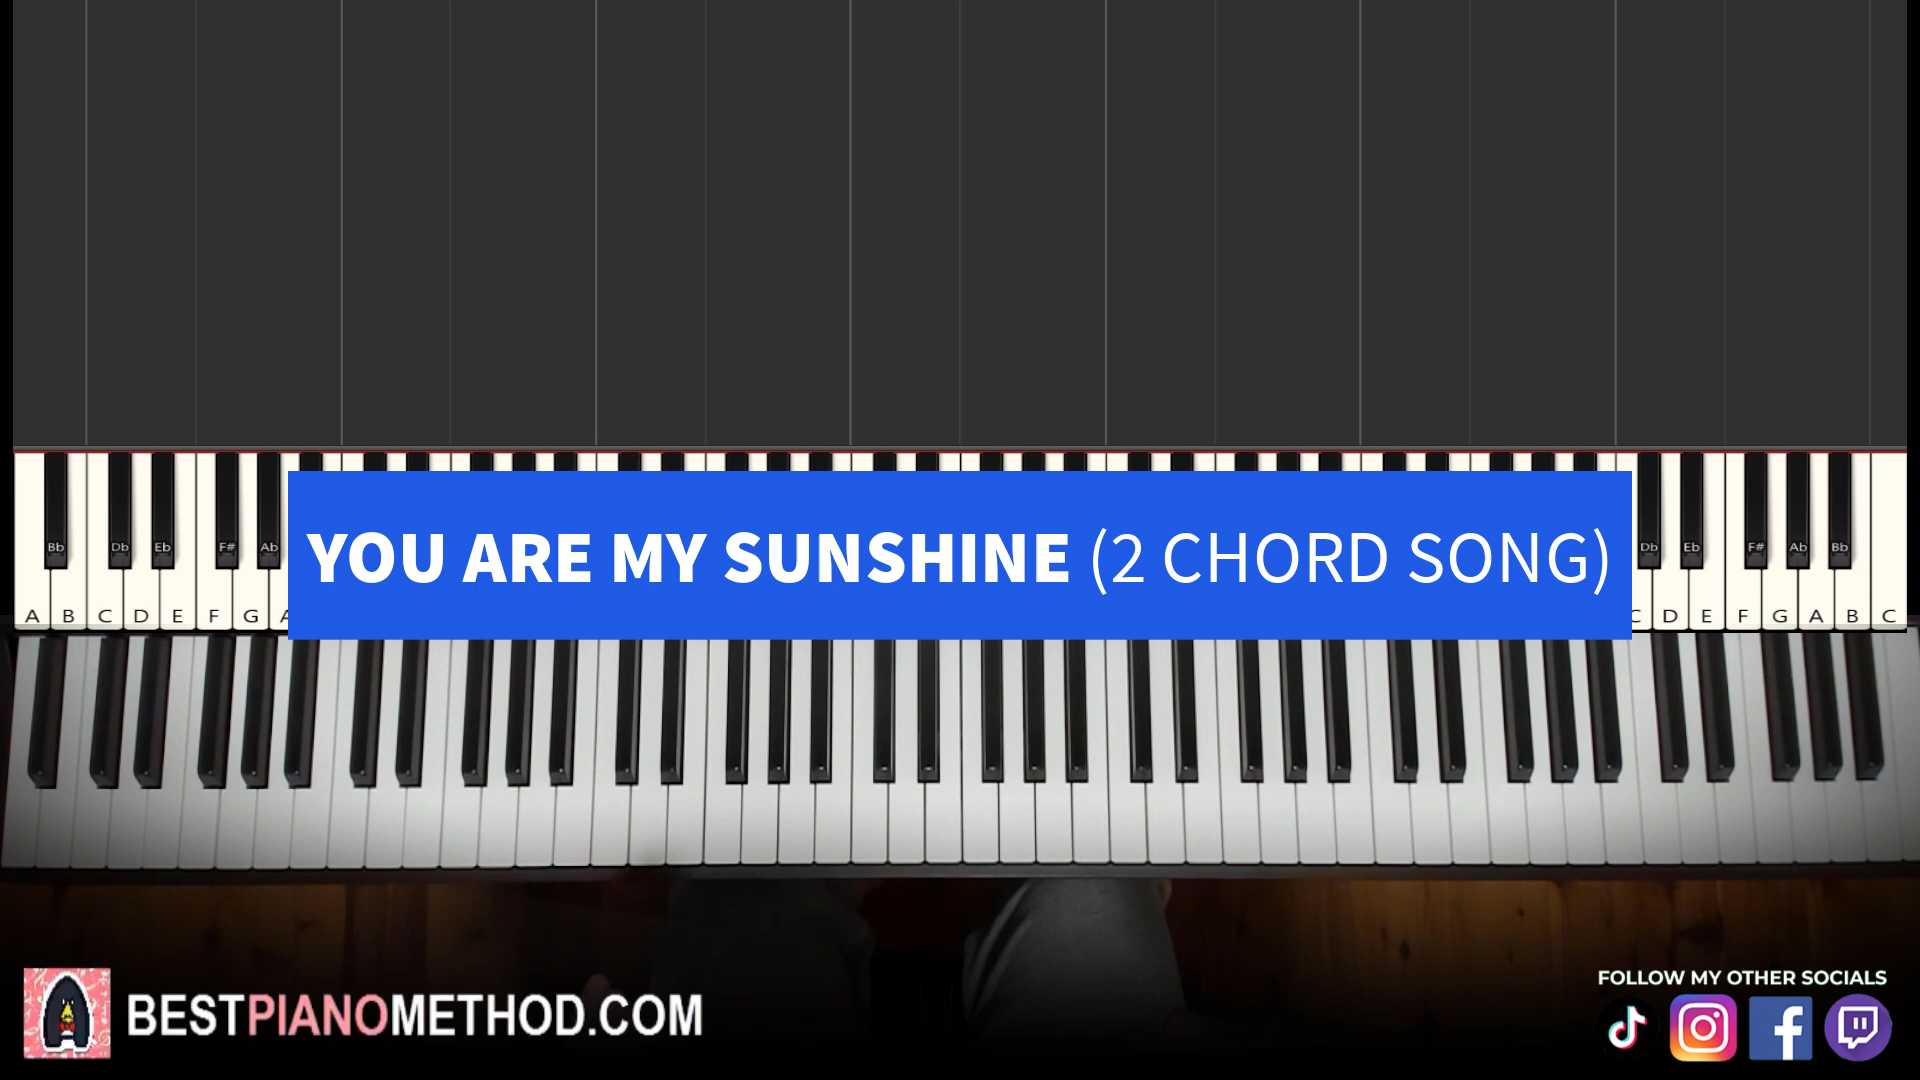 YOU ARE MY SUNSHINE (2 CHORD SONG)
Bb Db Eb F# Ab Db Eb F# Ab Bb
A B C D E F G A C D E F G A B C
BESTPIANOMETHOD.COM
FOLLOW MY OTHER SOCIALS